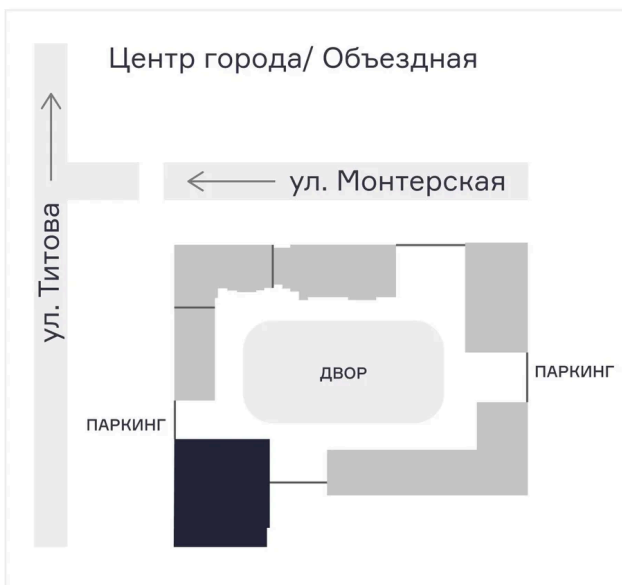 Центр города/ Объездная
ул. Монтерская
ул. Титова
ДВОР
ПАРКИНГ
ПАРКИНГ